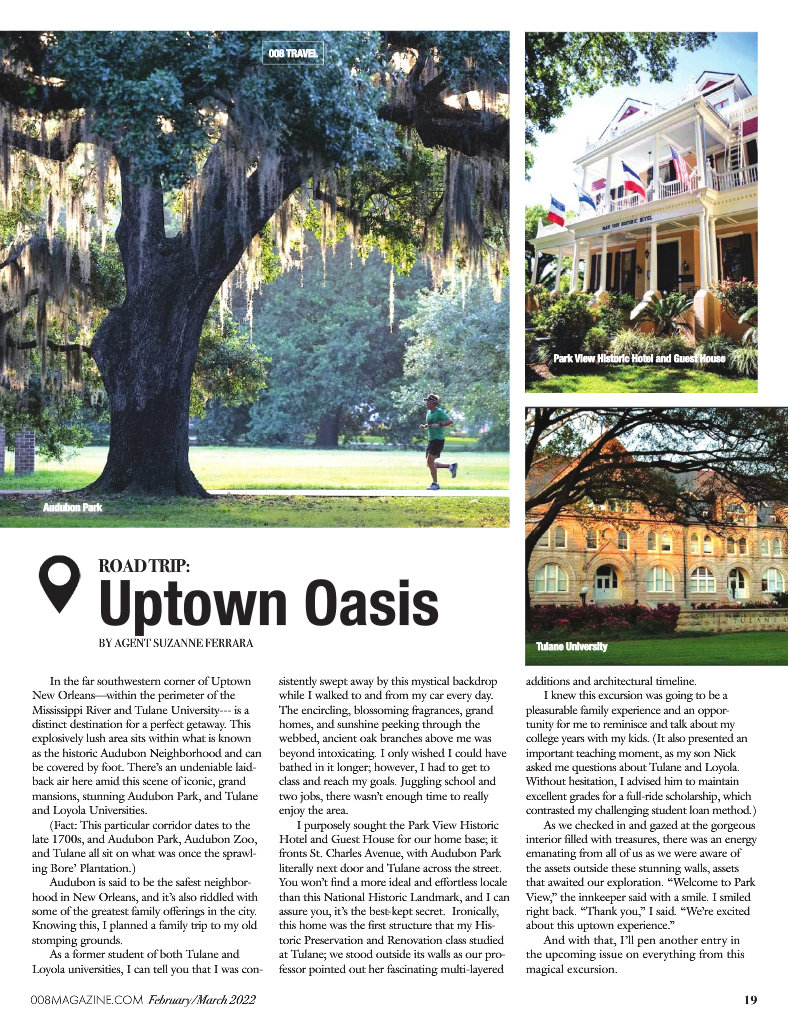 008 TRAVEL
PARK VIEW HISTORIC HOTEL
Park View Historic Hotel and Guest House
Audubon Park
TULANE U
Tulane University
ROAD TRIP:
Uptown Oasis
BY AGENT SUZANNE FERRARA
In the far southwestern corner of Uptown
New Orleans—within the perimeter of the
Mississippi River and Tulane University--- is a
distinct destination for a perfect getaway. This
explosively lush area sits within what is known
as the historic Audubon Neighborhood and can
be covered by foot. There’s an undeniable laid-
back air here amid this scene of iconic, grand
mansions, stunning Audubon Park, and Tulane
and Loyola Universities.
(Fact: This particular corridor dates to the
late 1700s, and Audubon Park, Audubon Zoo,
and Tulane all sit on what was once the sprawl-
ing Bore’ Plantation.)
Audubon is said to be the safest neighbor-
hood in New Orleans, and it’s also riddled with
some of the greatest family offerings in the city.
Knowing this, I planned a family trip to my old
stomping grounds.
As a former student of both Tulane and
Loyola universities, I can tell you that I was con-
sistently swept away by this mystical backdrop
while I walked to and from my car every day.
The encircling, blossoming fragrances, grand
homes, and sunshine peeking through the
webbed, ancient oak branches above me was
beyond intoxicating. I only wished I could have
bathed in it longer; however, I had to get to
class and reach my goals. Juggling school and
two jobs, there wasn’t enough time to really
enjoy the area.
I purposely sought the Park View Historic
Hotel and Guest House for our home base; it
fronts St. Charles Avenue, with Audubon Park
literally next door and Tulane across the street.
You won’t find a more ideal and effortless locale
than this National Historic Landmark, and I can
assure you, it’s the best-kept secret. Ironically,
this home was the first structure that my His-
toric Preservation and Renovation class studied
at Tulane; we stood outside its walls as our pro-
fessor pointed out her fascinating multi-layered
additions and architectural timeline.
I knew this excursion was going to be a
pleasurable family experience and an oppor-
tunity for me to reminisce and talk about my
college years with my kids. (It also presented an
important teaching moment, as my son Nick
asked me questions about Tulane and Loyola.
Without hesitation, I advised him to maintain
excellent grades for a full-ride scholarship, which
contrasted my challenging student loan method.)
As we checked in and gazed at the gorgeous
interior filled with treasures, there was an energy
emanating from all of us as we were aware of
the assets outside these stunning walls, assets
that awaited our exploration. “Welcome to Park
View,” the innkeeper said with a smile. I smiled
right back. “Thank you,” I said. “We’re excited
about this uptown experience.”
And with that, I’ll pen another entry in
the upcoming issue on everything from this
magical excursion.
008MAGAZINE.COM February/March 2022
19